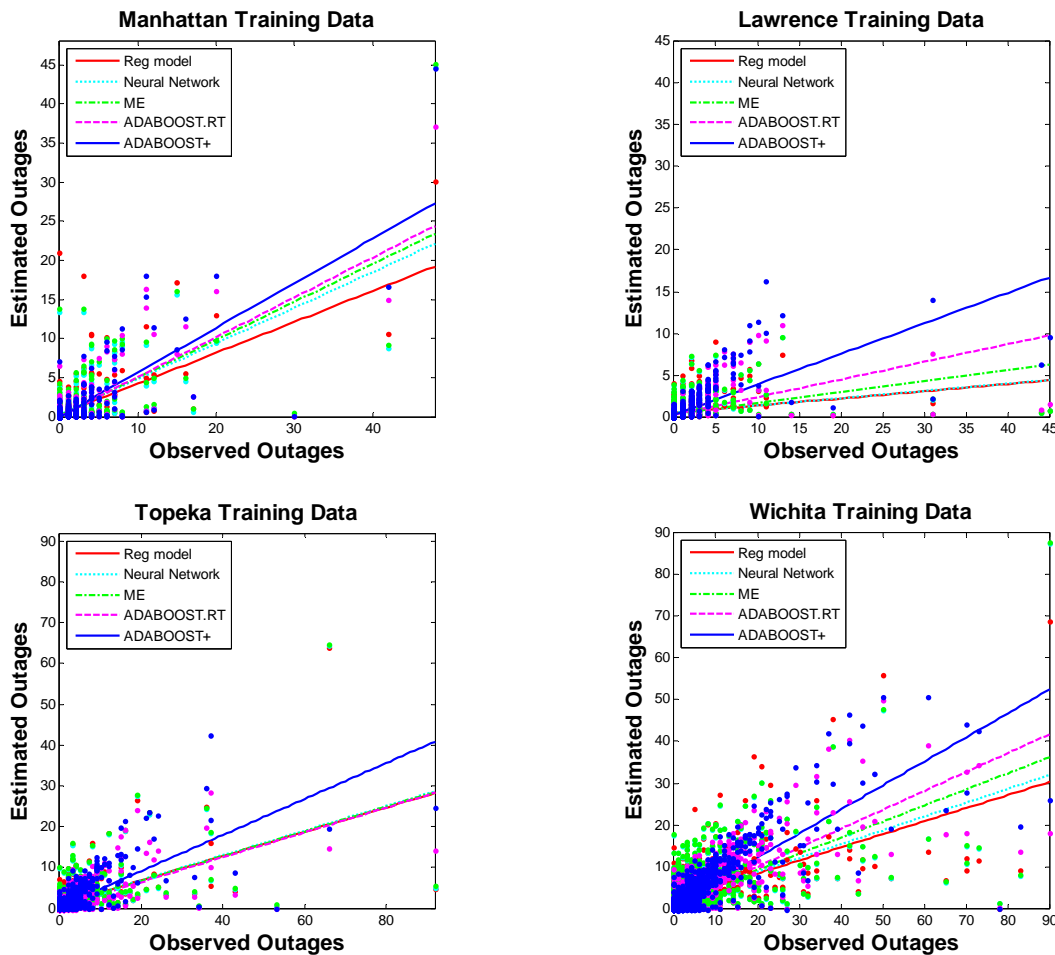 Manhattan Training Data
45
40
35
30
25
20
15
10
5
0
0 10 20 30 40
Estimated Outages
Observed Outages
Reg model
Neural Network
ME
ADABOOST.RT
ADABOOST+
Lawrence Training Data
45
40
35
30
25
20
15
10
5
0
0 5 10 15 20 25 30 35 40 45
Estimated Outages
Observed Outages
Reg model
Neural Network
ME
ADABOOST.RT
ADABOOST+
Topeka Training Data
90
80
70
60
50
40
30
20
10
0
0 20 40 60 80
Estimated Outages
Observed Outages
Reg model
Neural Network
ME
ADABOOST.RT
ADABOOST+
Wichita Training Data
90
80
70
60
50
40
30
20
10
0
0 10 20 30 40 50 60 70 80 90
Estimated Outages
Observed Outages
Reg model
Neural Network
ME
ADABOOST.RT
ADABOOST+